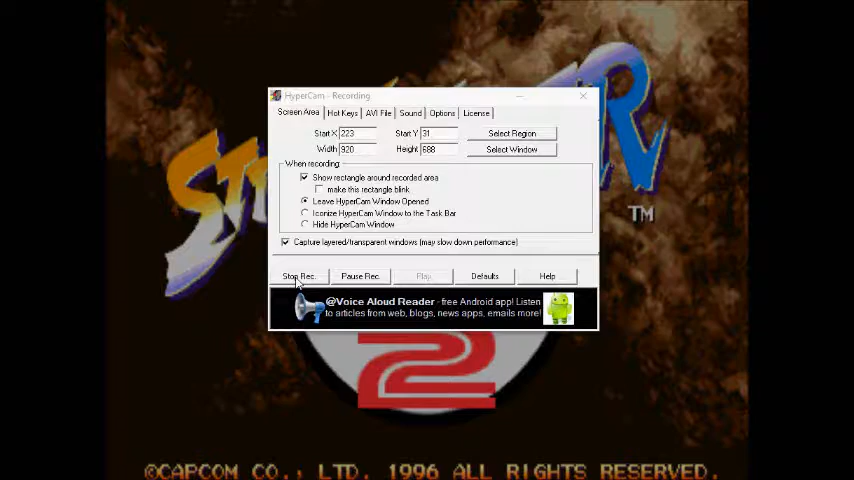 HyperCam - Recording
Screen Area Hot Keys AVI File Sound Options License
Start X 223 Start Y 31 Select Region
Width 920 Height 688 Select Window
When recording:
Show rectangle around recorded area
make this rectangle blink
Leave HyperCam Window Opened
Iconize HyperCam Window to the Task Bar
Hide HyperCam Window
Capture layered/transparent windows (may slow down performance)
Stop Rec. Pause Rec. Play Defaults Help
@Voice Aloud Reader - free Android app! Listen
to articles from web, blogs, news apps, emails more!
TM
2
©CAPCOM CO., LTD. 1996 ALL RIGHTS RESERVED.